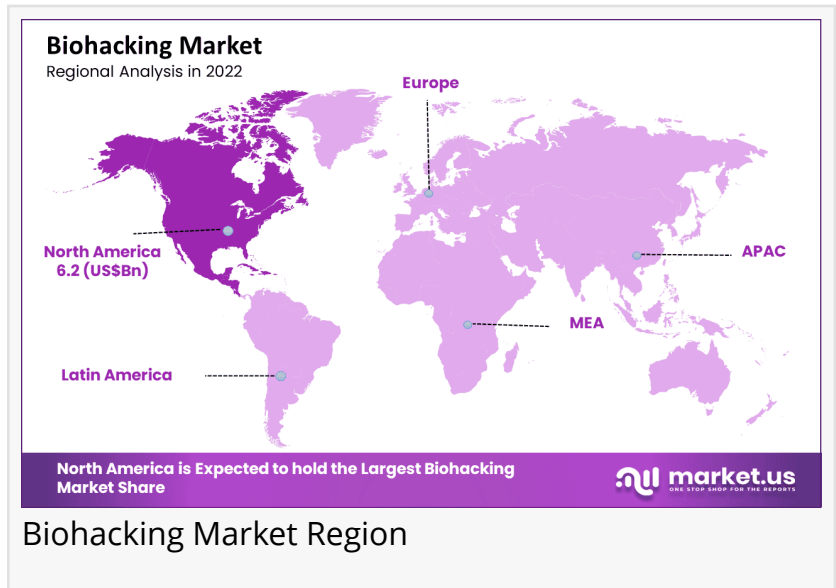 Biohacking Market
Regional Analysis in 2022
Europe
North America
6.2 (US$Bn)
APAC
MEA
Latin America
North America is Expected to hold the Largest Biohacking
Market Share
market.us
ONE STOP SHOP FOR THE REPORTS
Biohacking Market Region